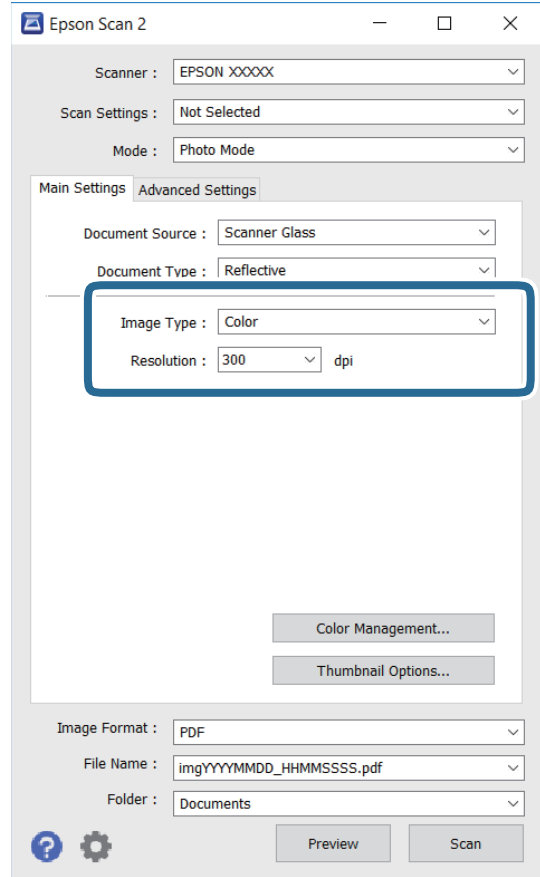 Epson Scan 2
Scanner : EPSON XXXXX
Scan Settings : Not Selected
Mode : Photo Mode
Main Settings Advanced Settings
Document Source : Scanner Glass
Document Type : Reflective
Image Type : Color
Resolution : 300 dpi
Color Management...
Thumbnail Options...
Image Format : PDF
File Name : imgYYYYMMDD_HHMMSSSS.pdf
Folder : Documents
? Preview Scan